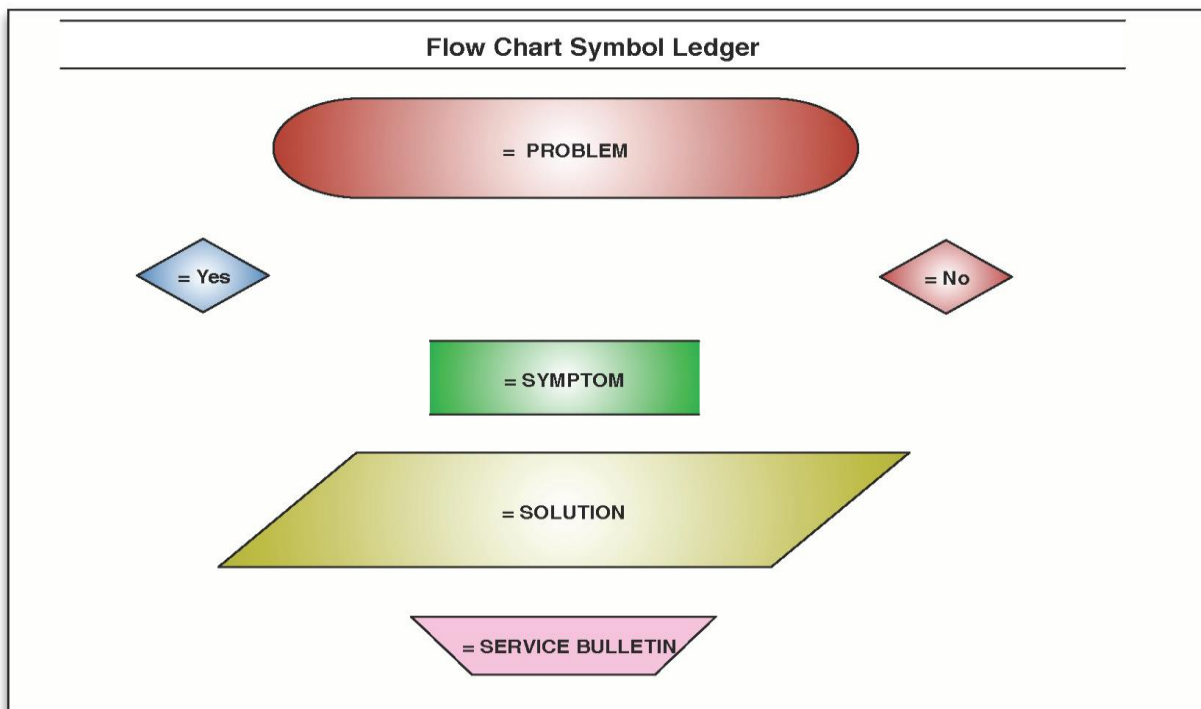 Flow Chart Symbol Ledger
= PROBLEM
= Yes
= No
= SYMPTOM
= SOLUTION
= SERVICE BULLETIN